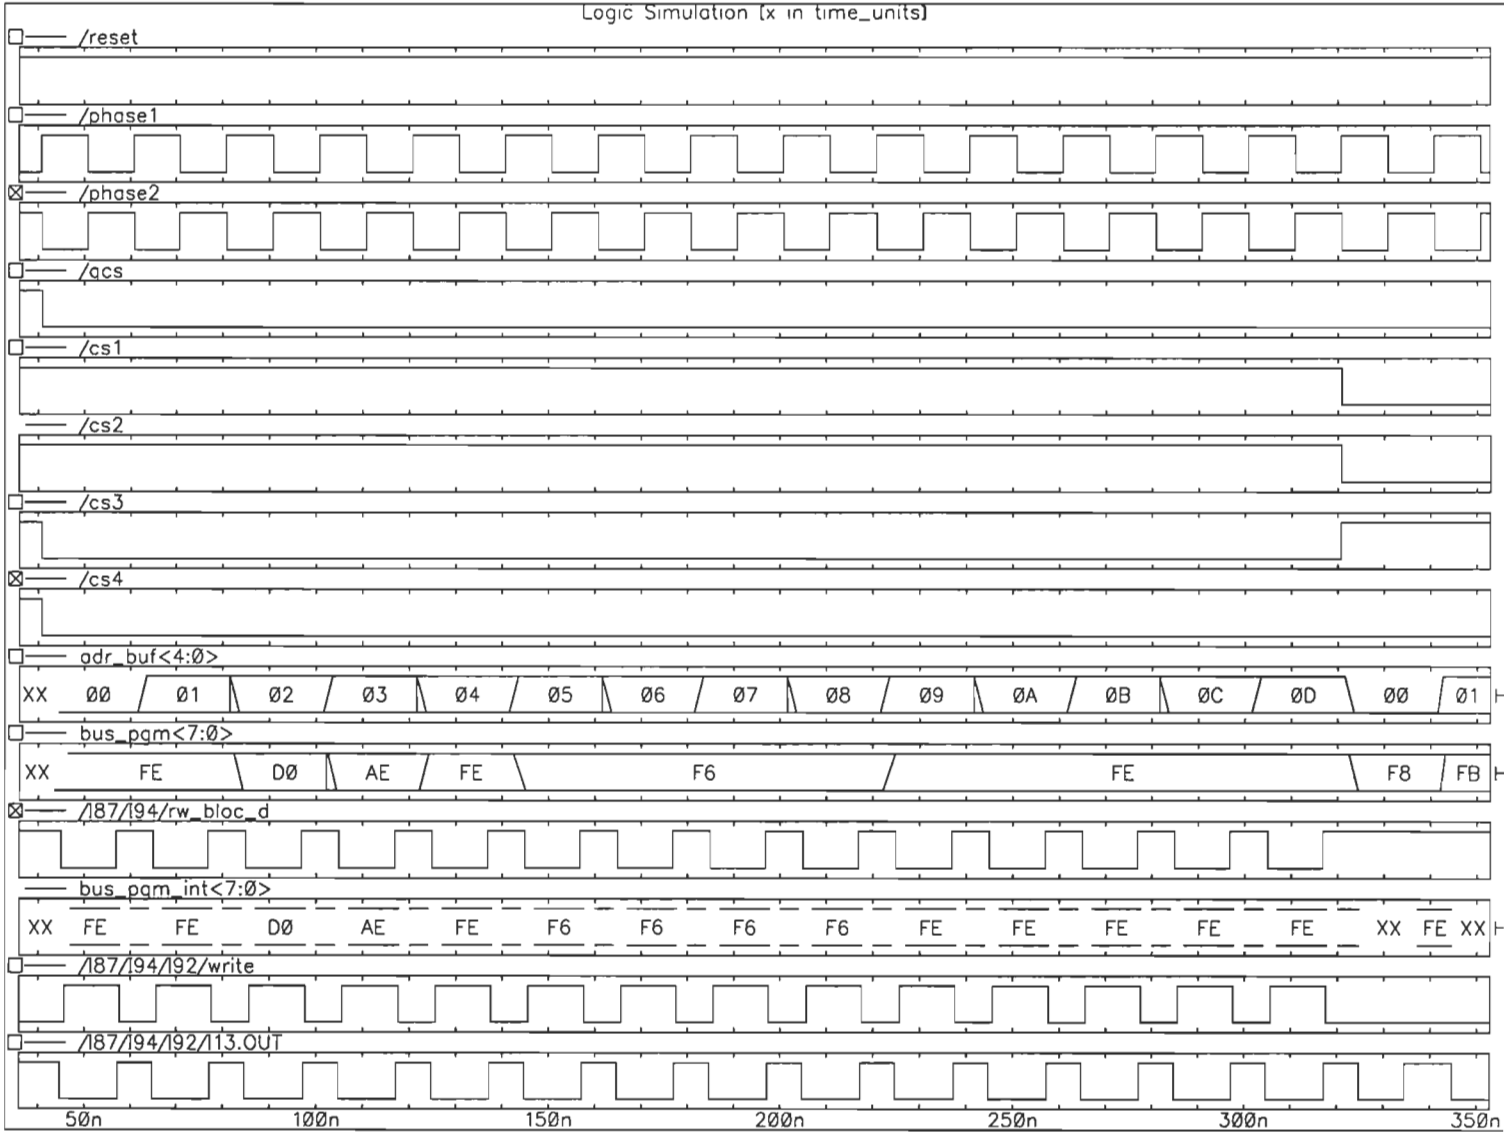 Logic Simulation [x in time_units]
/reset
/phase1
/phase2
/acs
/cs1
/cs2
/cs3
/cs4
adr_buf<4:0>
XX 00 01 02 03 04 05 06 07 08 09 0A 0B 0C 0D 00 01
bus_pgm<7:0>
XX FE D0 AE FE F6 FE F8 FB
/I87/I94/rw_bloc_d
bus_pgm_int<7:0>
XX FE FE D0 AE FE F6 F6 F6 F6 FE FE FE FE FE XX FE XX
/I87/I94/I92/write
/I87/I94/I92/I13.OUT
50n 100n 150n 200n 250n 300n 350n